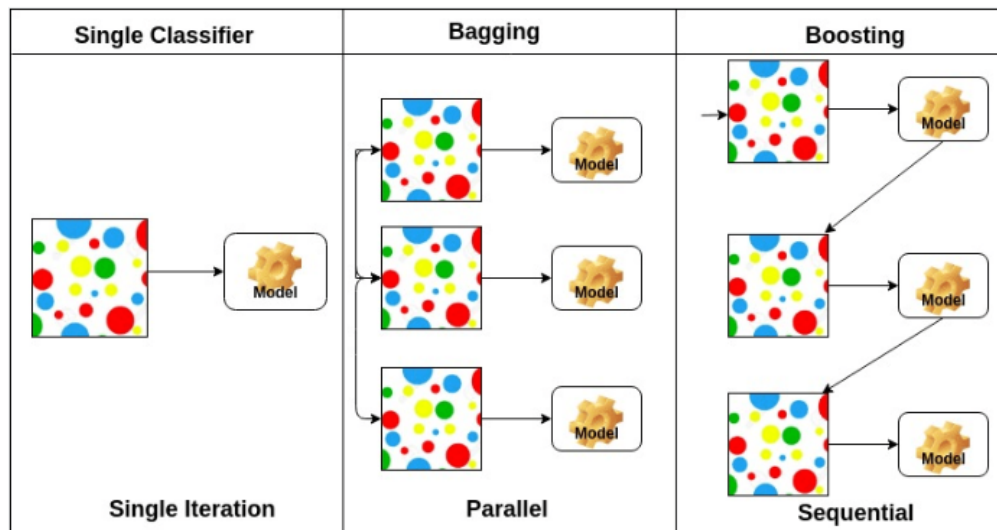 Single Classifier
Bagging
Boosting
Model
Model
Model
Model
Model
Model
Model
Single Iteration
Parallel
Sequential